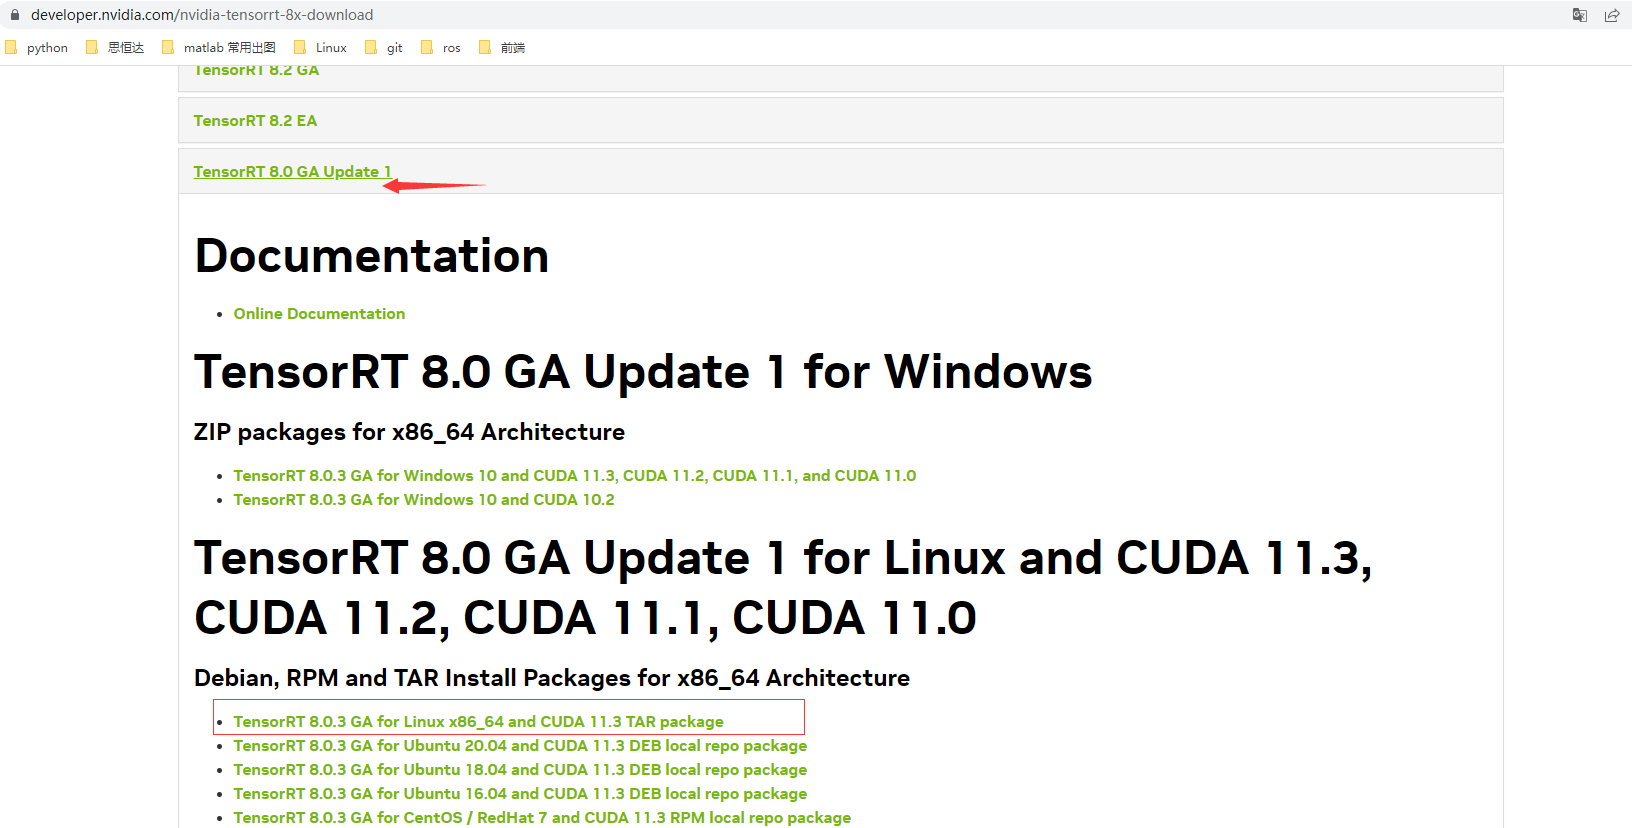 developer.nvidia.com/nvidia-tensorrt-8x-download
python 思恒达 matlab 常用出图 Linux git ros 前端
TensorRT 8.2 GA
TensorRT 8.2 EA
TensorRT 8.0 GA Update 1
Documentation
• Online Documentation
TensorRT 8.0 GA Update 1 for Windows
ZIP packages for x86_64 Architecture
• TensorRT 8.0.3 GA for Windows 10 and CUDA 11.3, CUDA 11.2, CUDA 11.1, and CUDA 11.0
• TensorRT 8.0.3 GA for Windows 10 and CUDA 10.2
TensorRT 8.0 GA Update 1 for Linux and CUDA 11.3,
CUDA 11.2, CUDA 11.1, CUDA 11.0
Debian, RPM and TAR Install Packages for x86_64 Architecture
• TensorRT 8.0.3 GA for Linux x86_64 and CUDA 11.3 TAR package
• TensorRT 8.0.3 GA for Ubuntu 20.04 and CUDA 11.3 DEB local repo package
• TensorRT 8.0.3 GA for Ubuntu 18.04 and CUDA 11.3 DEB local repo package
• TensorRT 8.0.3 GA for Ubuntu 16.04 and CUDA 11.3 DEB local repo package
• TensorRT 8.0.3 GA for CentOS / RedHat 7 and CUDA 11.3 RPM local repo package